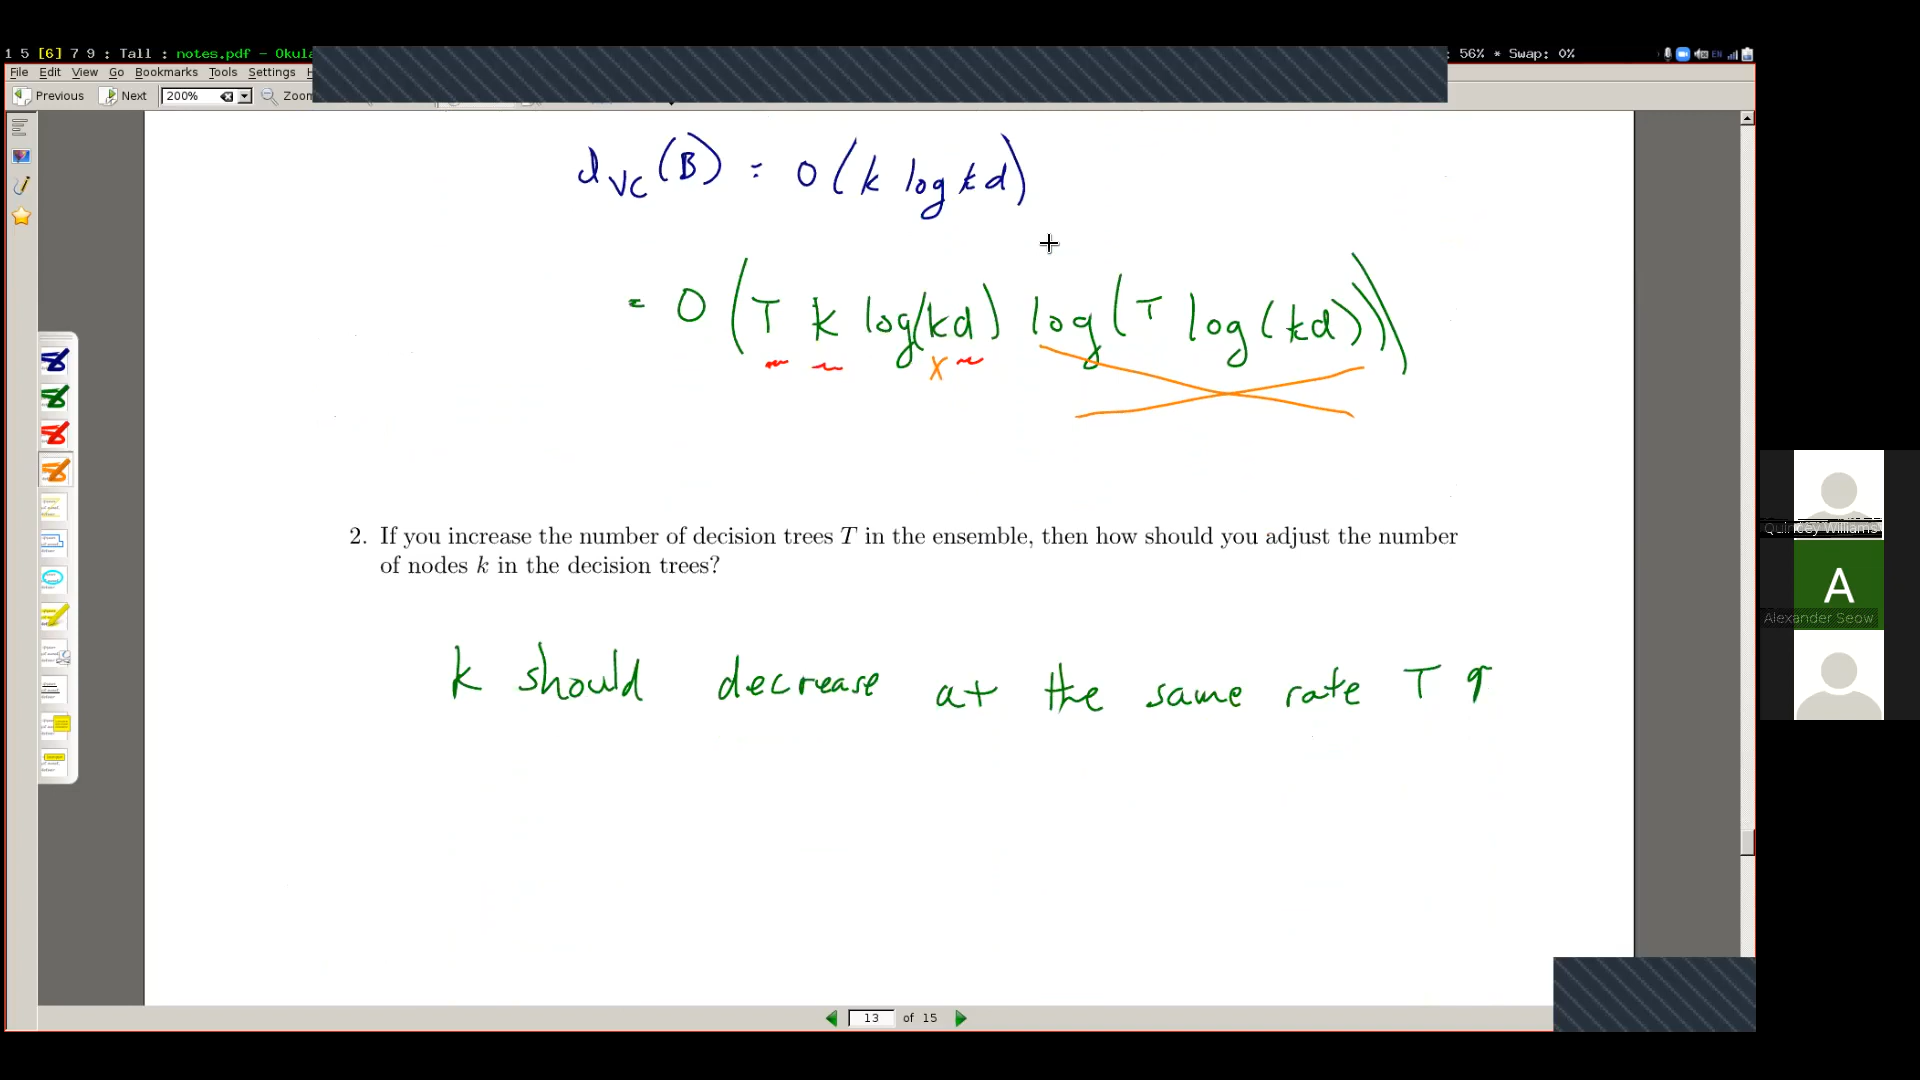 1 5 [6] 7 9 : Tall : notes.pdf – Okula
: 56% * Swap: 0%
EN
File Edit View Go Bookmarks Tools Settings H
Previous Next 200% Zoom
d_VC(B) = O(k log kd)
= O(T k log(kd) log(T log(kd)))
X
2. If you increase the number of decision trees T in the ensemble, then how should you adjust the number
of nodes k in the decision trees?
k should decrease at the same rate T ↑
Quincey Williams
A
Alexander Seow
13 of 15